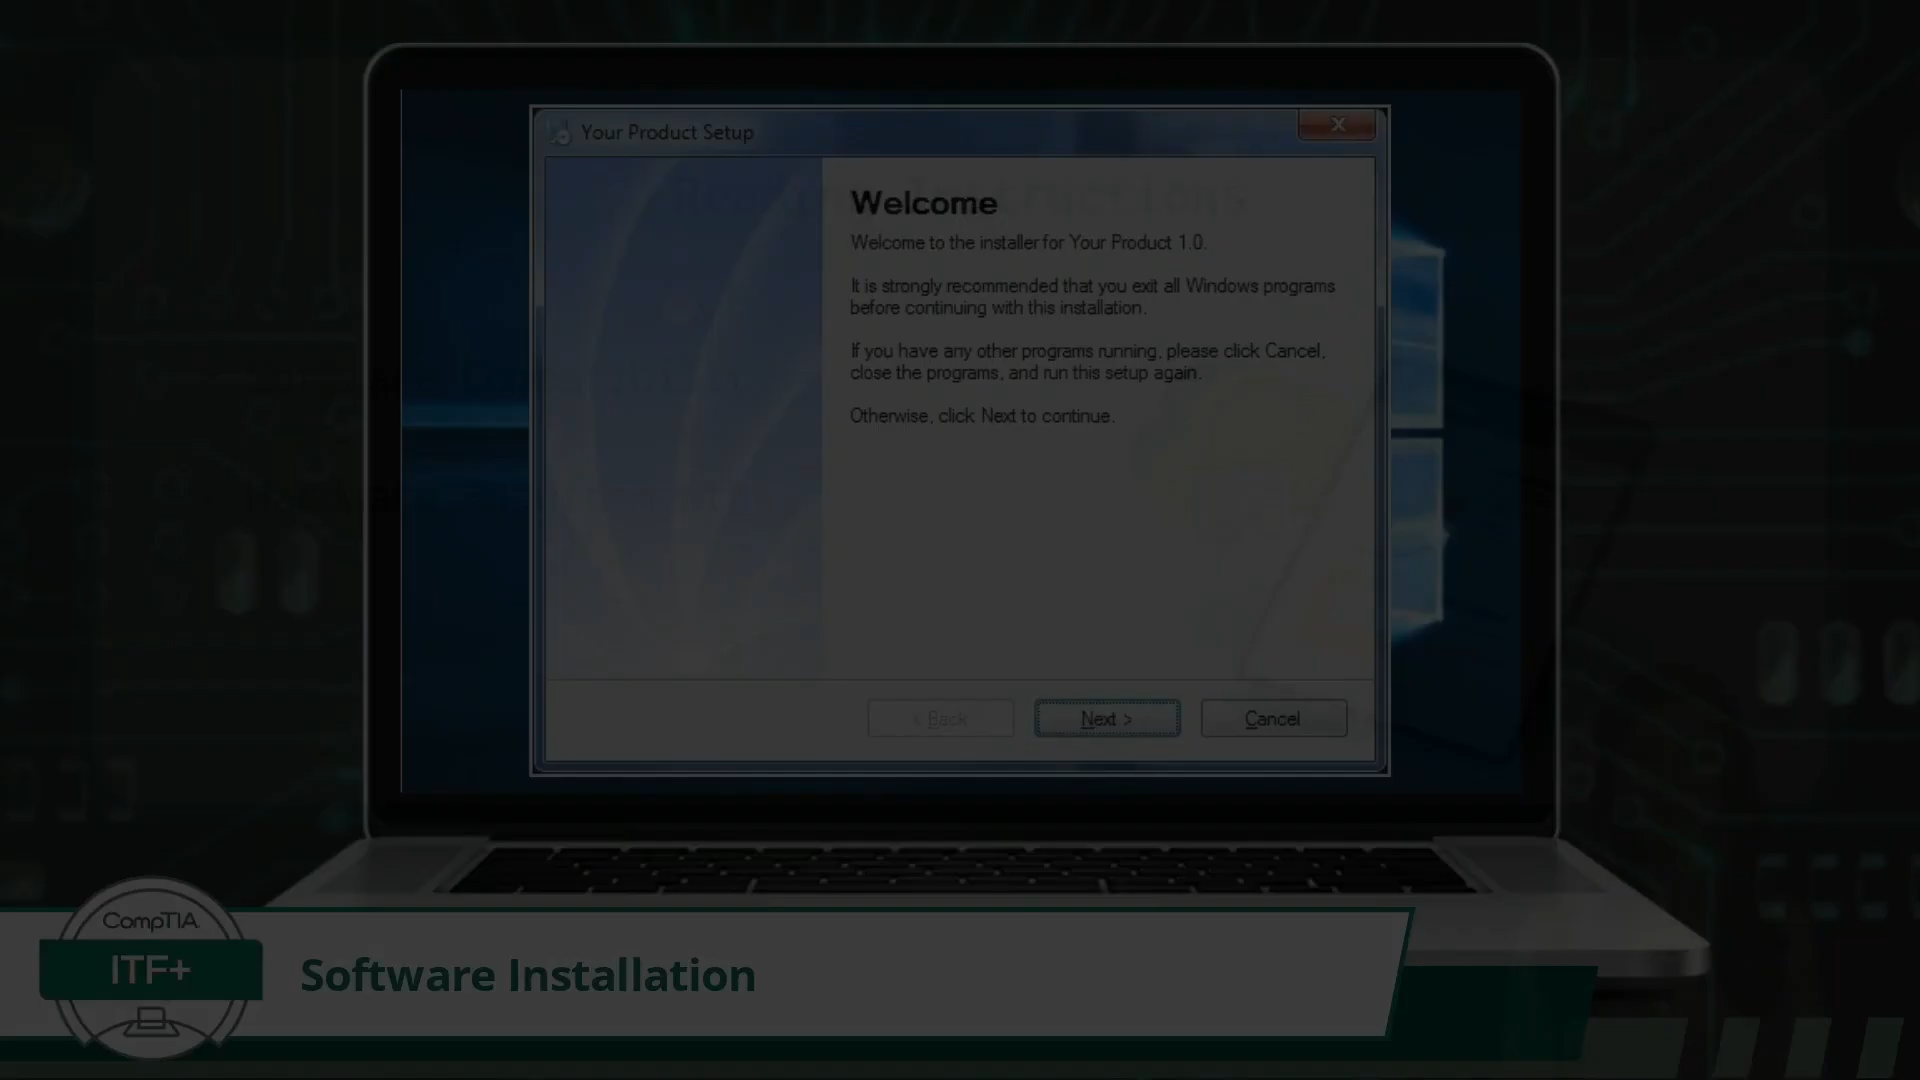 Your Product Setup
Welcome
Welcome to the installer for Your Product 1.0.
It is strongly recommended that you exit all Windows programs
before continuing with this installation.
If you have any other programs running, please click Cancel,
close the programs, and run this setup again.
Otherwise, click Next to continue.
< Back
Next >
Cancel
CompTIA
ITF+
Software Installation